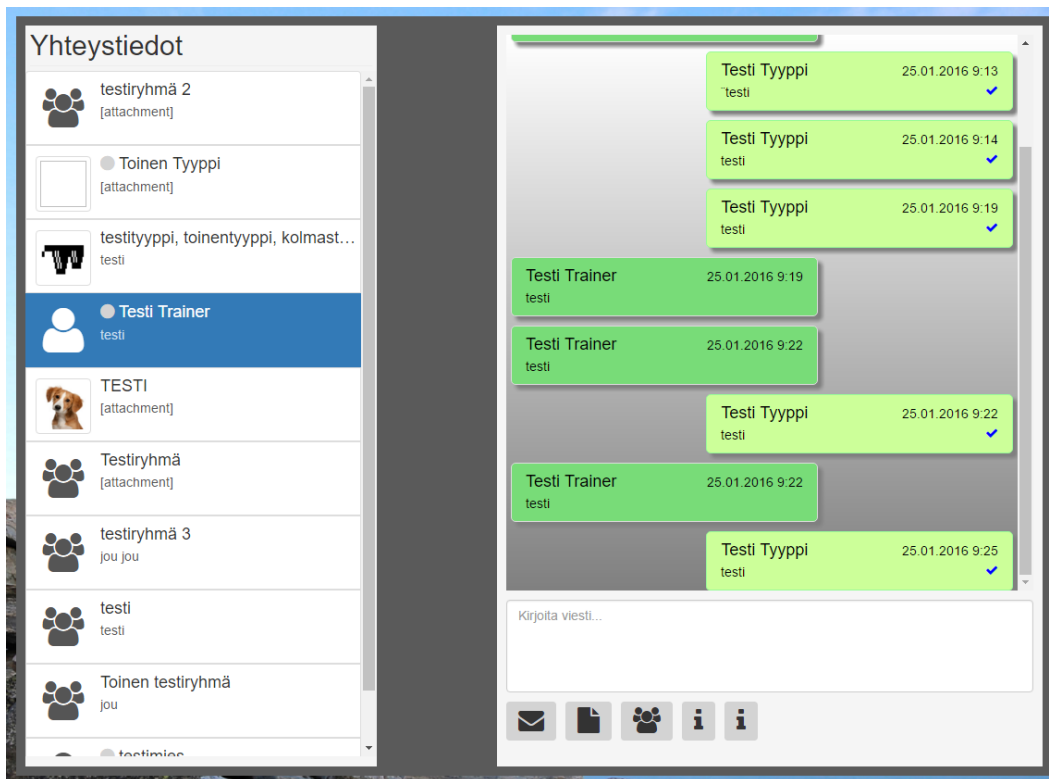 Yhteystiedot
testiryhmä 2
[attachment]
Toinen Tyyppi
[attachment]
testityyppi, toinentyyppi, kolmast...
testi
Testi Trainer
testi
TESTI
[attachment]
Testiryhmä
[attachment]
testiryhmä 3
jou jou
testi
testi
Toinen testiryhmä
jou
testimies
Testi Tyyppi 25.01.2016 9:13
¨testi
Testi Tyyppi 25.01.2016 9:14
testi
Testi Tyyppi 25.01.2016 9:19
testi
Testi Trainer 25.01.2016 9:19
testi
Testi Trainer 25.01.2016 9:22
testi
Testi Tyyppi 25.01.2016 9:22
testi
Testi Trainer 25.01.2016 9:22
testi
Testi Tyyppi 25.01.2016 9:25
testi
Kirjoita viesti...